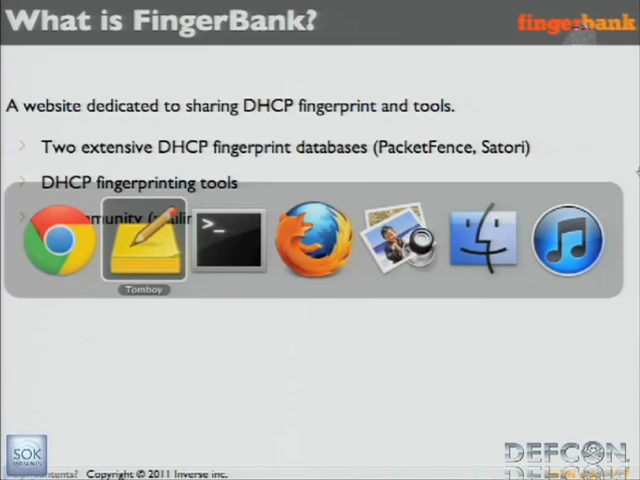 What is FingerBank?
fingerbank
A website dedicated to sharing DHCP fingerprint and tools.
Two extensive DHCP fingerprint databases (PacketFence, Satori)
DHCP fingerprinting tools
>_
Tomboy
SOK
DEFCON
Copyright © 2011 Inverse inc.